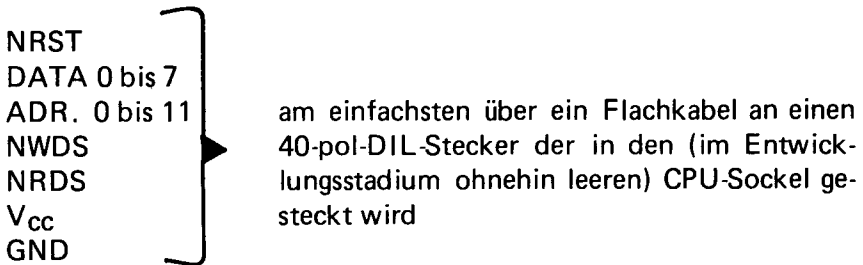 NRST
DATA 0 bis 7
ADR. 0 bis 11
NWDS
NRDS
Vcc
GND
am einfachsten über ein Flachkabel an einen
40-pol-DIL-Stecker der in den (im Entwick-
lungsstadium ohnehin leeren) CPU-Sockel ge-
steckt wird